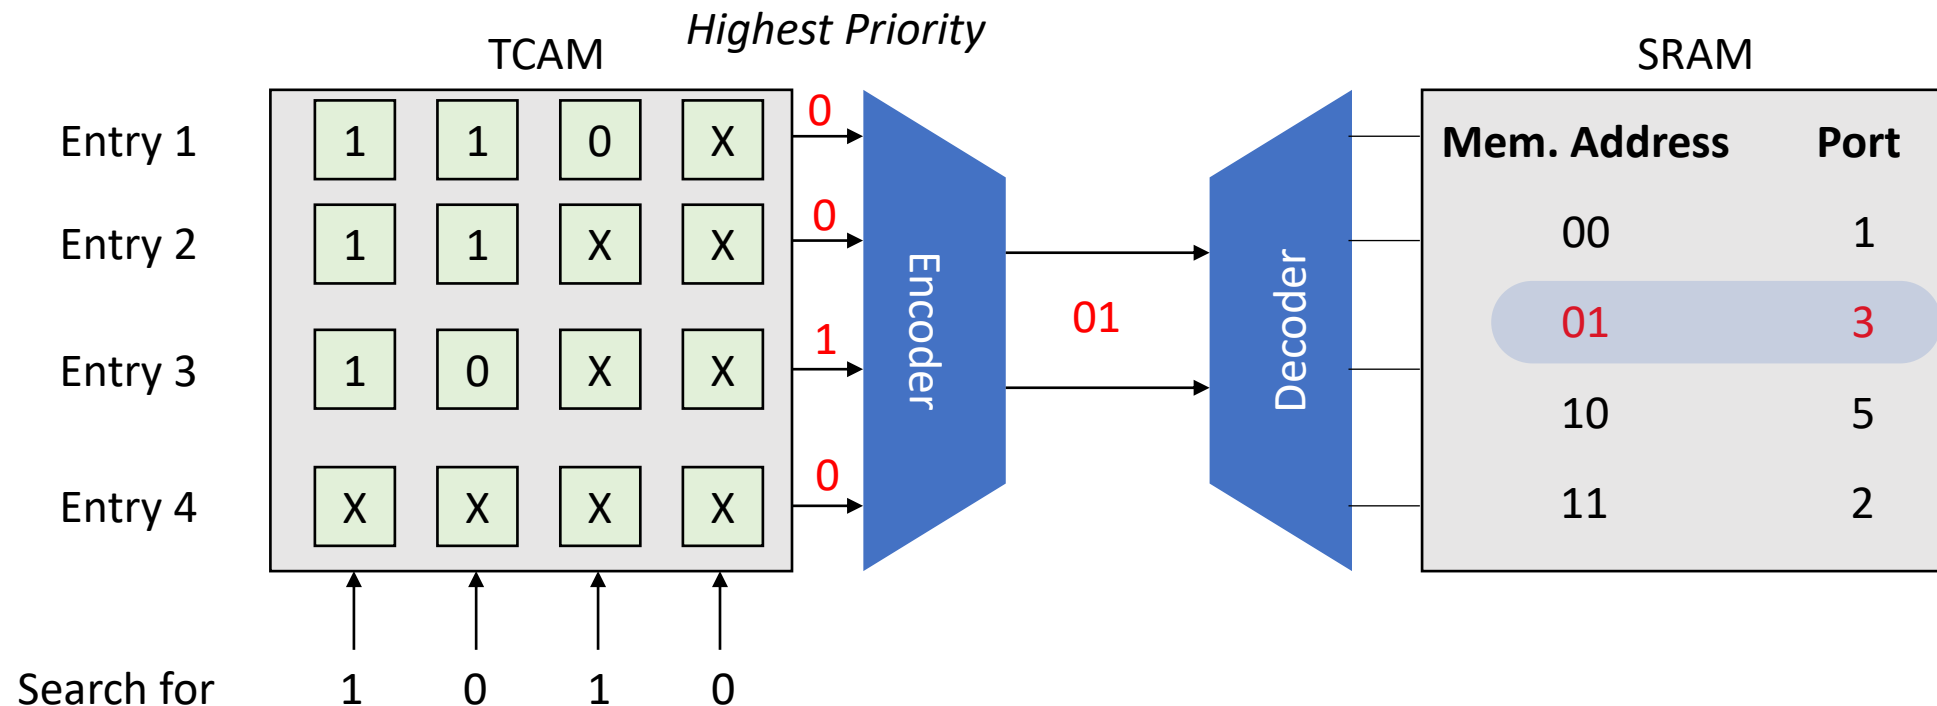 Highest Priority
TCAM
SRAM
Entry 1 1 1 0 X 0
Mem. Address Port
Entry 2 1 1 X X 0
00 1
Encoder
Decoder
01
01 3
Entry 3 1 0 X X 1
10 5
Entry 4 X X X X 0
11 2
Search for 1 0 1 0